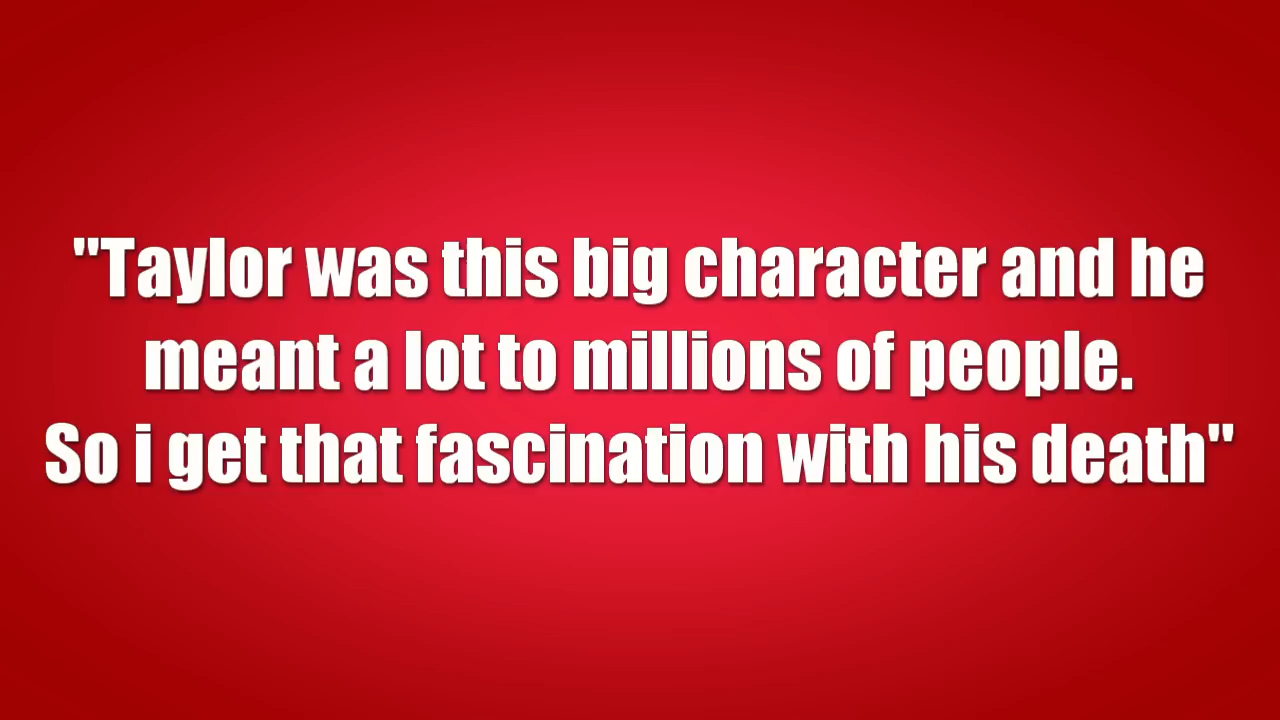 "Taylor was this big character and he
meant a lot to millions of people.
So i get that fascination with his death"